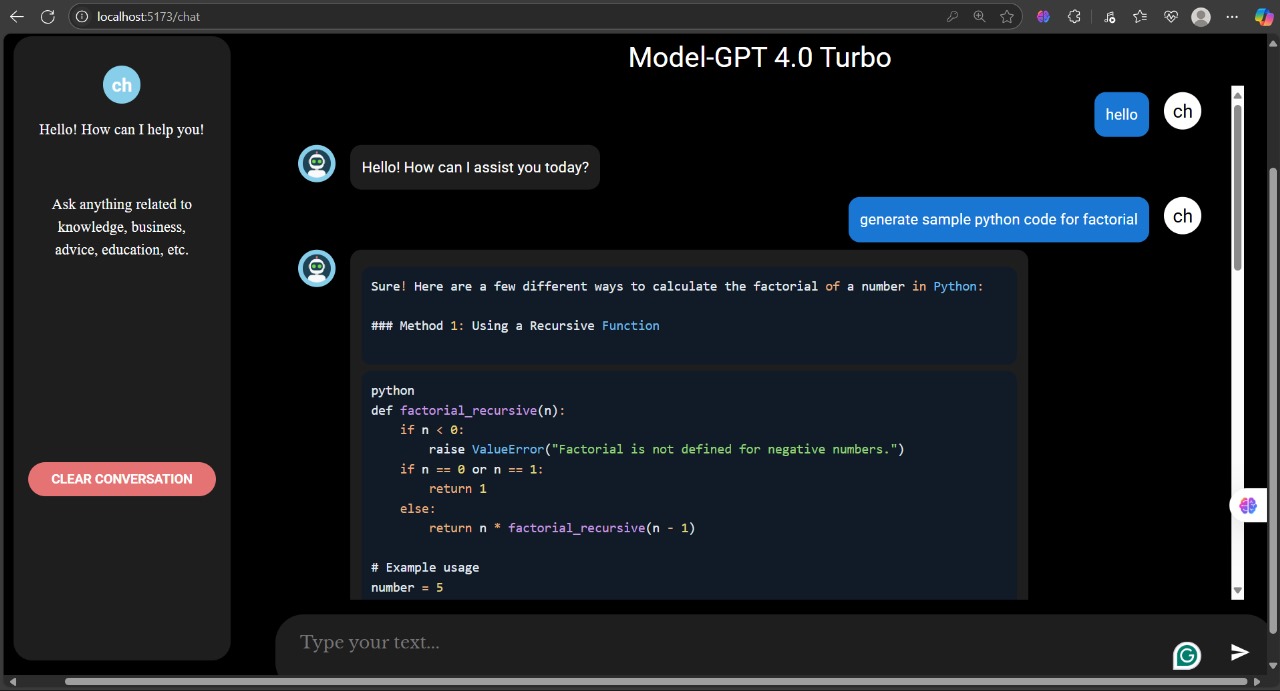 localhost:5173/chat
ch
Hello! How can I help you!
Ask anything related to
knowledge, business,
advice, education, etc.
CLEAR CONVERSATION
Model-GPT 4.0 Turbo
hello
ch
Hello! How can I assist you today?
generate sample python code for factorial
ch
Sure! Here are a few different ways to calculate the factorial of a number in Python:
### Method 1: Using a Recursive Function
python
def factorial_recursive(n):
    if n < 0:
        raise ValueError("Factorial is not defined for negative numbers.")
    if n == 0 or n == 1:
        return 1
    else:
        return n * factorial_recursive(n - 1)
# Example usage
number = 5
Type your text...
G